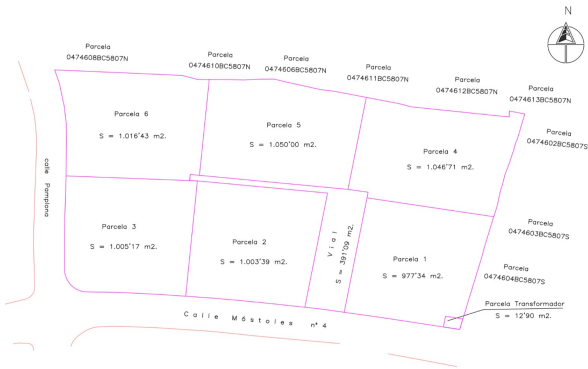 N
Parcela
0474608BC5807N
Parcela
0474610BC5807N
Parcela
0474606BC5807N
Parcela
0474611BC5807N
Parcela
0474612BC5807N
Parcela
0474613BC5807N
Parcela
0474602BC5807S
Parcela
0474603BC5807S
Parcela
0474604BC5807S
Parcela Transformador
S = 12'90 m2.
Parcela 6
S = 1.016'43 m2.
Parcela 5
S = 1.050'00 m2.
Parcela 4
S = 1.046'71 m2.
Parcela 3
S = 1.005'17 m2.
Parcela 2
S = 1.003'39 m2.
Vial
S = 391'09 m2.
Parcela 1
S = 977'34 m2.
calle Pamplona
Calle Móstoles nº 4